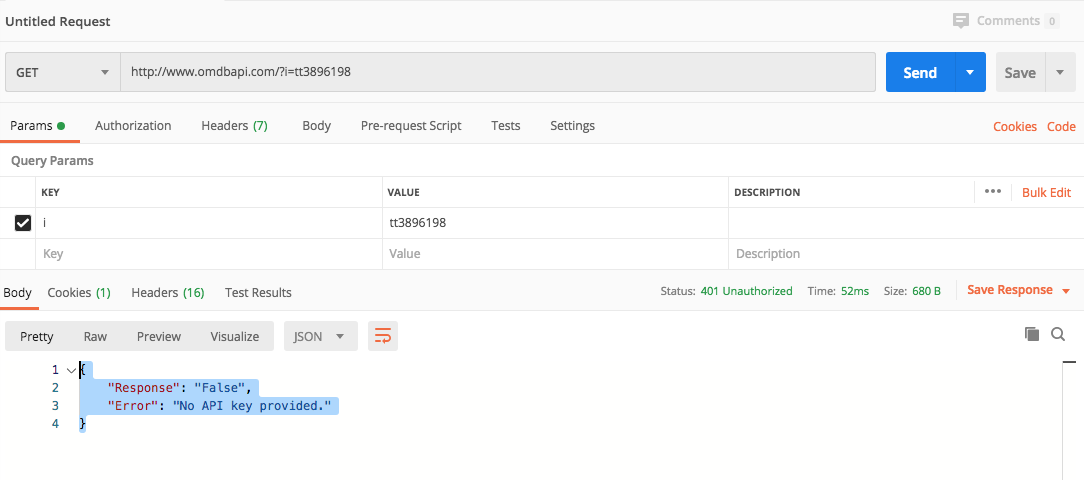 Untitled Request
Comments 0
GET http://www.omdbapi.com/?i=tt3896198 Send Save
Params Authorization Headers (7) Body Pre-request Script Tests Settings Cookies Code
Query Params
KEY VALUE DESCRIPTION ••• Bulk Edit
i tt3896198
Key Value Description
Body Cookies (1) Headers (16) Test Results Status: 401 Unauthorized Time: 52ms Size: 680 B Save Response
Pretty Raw Preview Visualize JSON
1 {
2 "Response": "False",
3 "Error": "No API key provided."
4 }